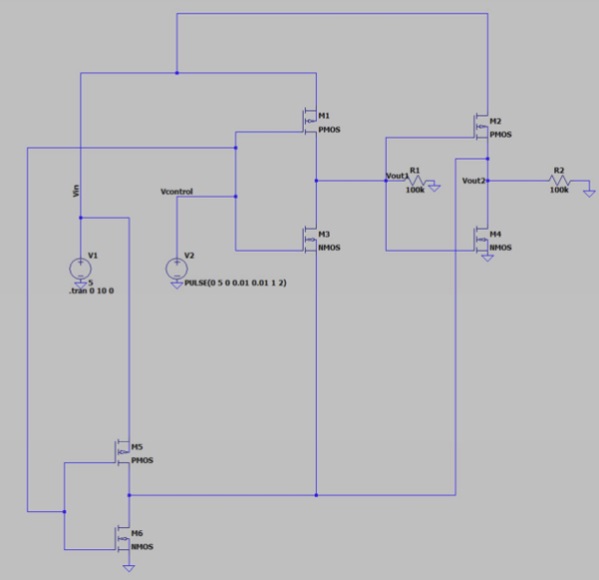 M1
PMOS
M2
PMOS
Vin
Vcontrol
Vout1
R1
100k
Vout2
R2
100k
M3
NMOS
M4
NMOS
V1
5
.tran 0 10 0
V2
PULSE(0 5 0 0.01 0.01 1 2)
M5
PMOS
M6
NMOS